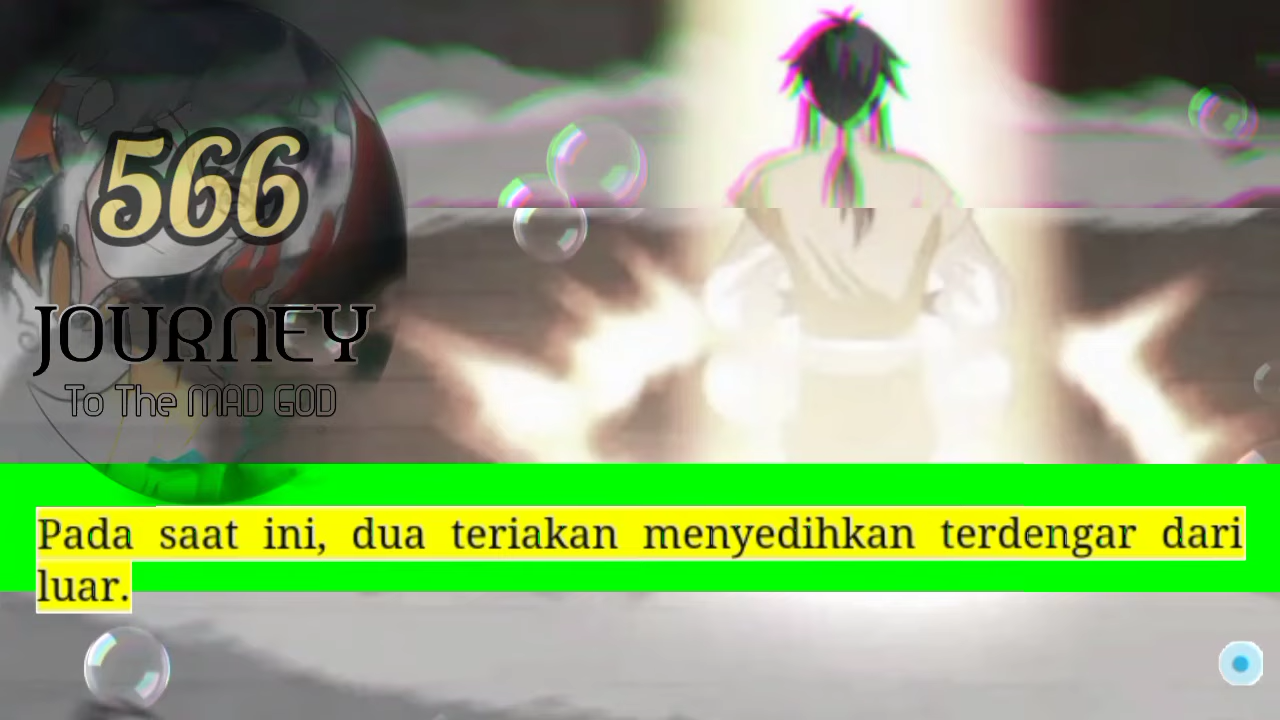 566
JOURNEY
To The MAD GOD
Pada saat ini, dua teriakan menyedihkan terdengar dari
luar.